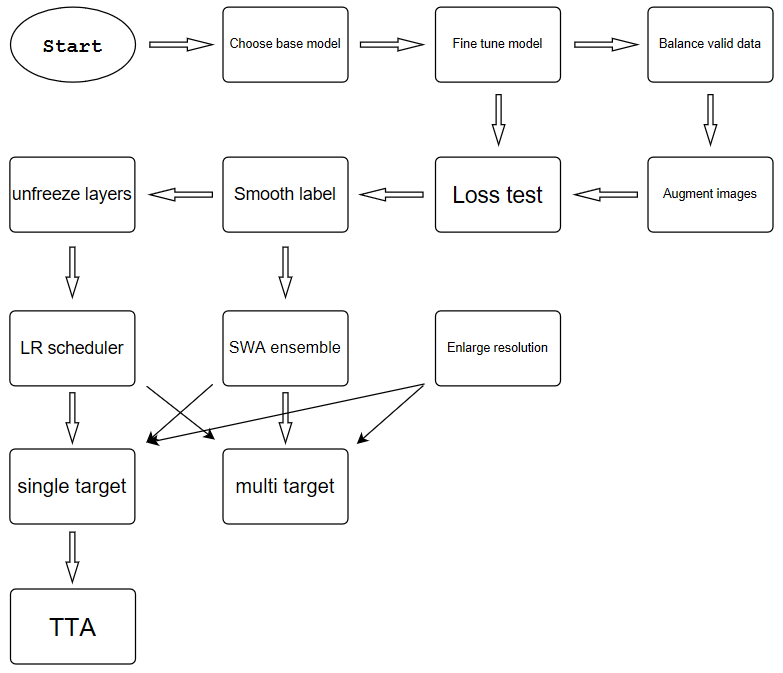 Start
Choose base model
Fine tune model
Balance valid data
unfreeze layers
Smooth label
Loss test
Augment images
LR scheduler
SWA ensemble
Enlarge resolution
single target
multi target
TTA